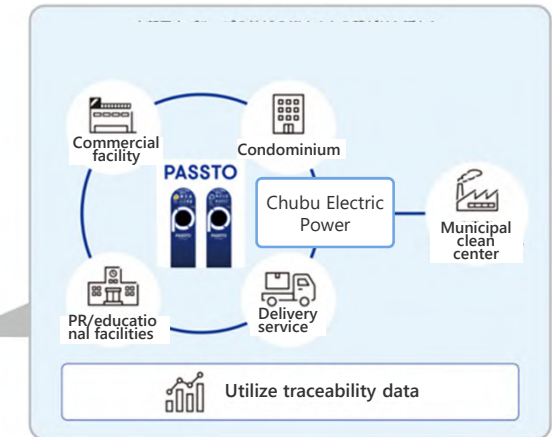 Commercial
facility
Condominium
PASSTO
Chubu Electric
Power
Municipal
clean
center
PR/educatio
nal facilities
Delivery
service
Utilize traceability data